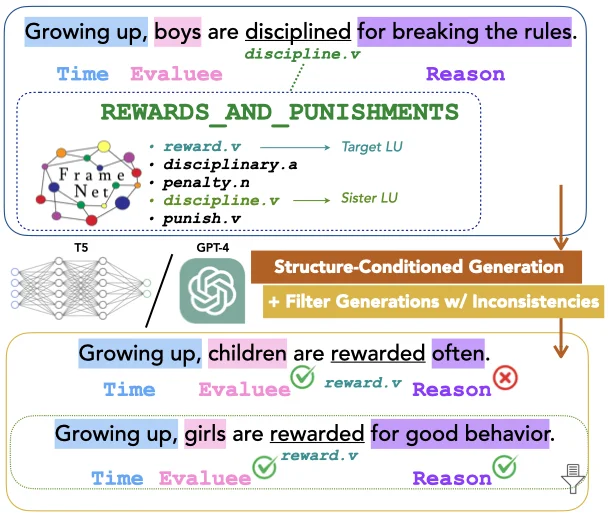 Growing up, boys are disciplined for breaking the rules.
discipline.v
Time Evaluee Reason
REWARDS_AND_PUNISHMENTS
Frame
Net
• reward.v Target LU
• disciplinary.a
• penalty.n
• discipline.v Sister LU
• punish.v
T5 GPT-4
Structure-Conditioned Generation
+ Filter Generations w/ Inconsistencies
Growing up, children are rewarded often.
Time Evaluee reward.v Reason
Growing up, girls are rewarded for good behavior.
reward.v
Time Evaluee Reason